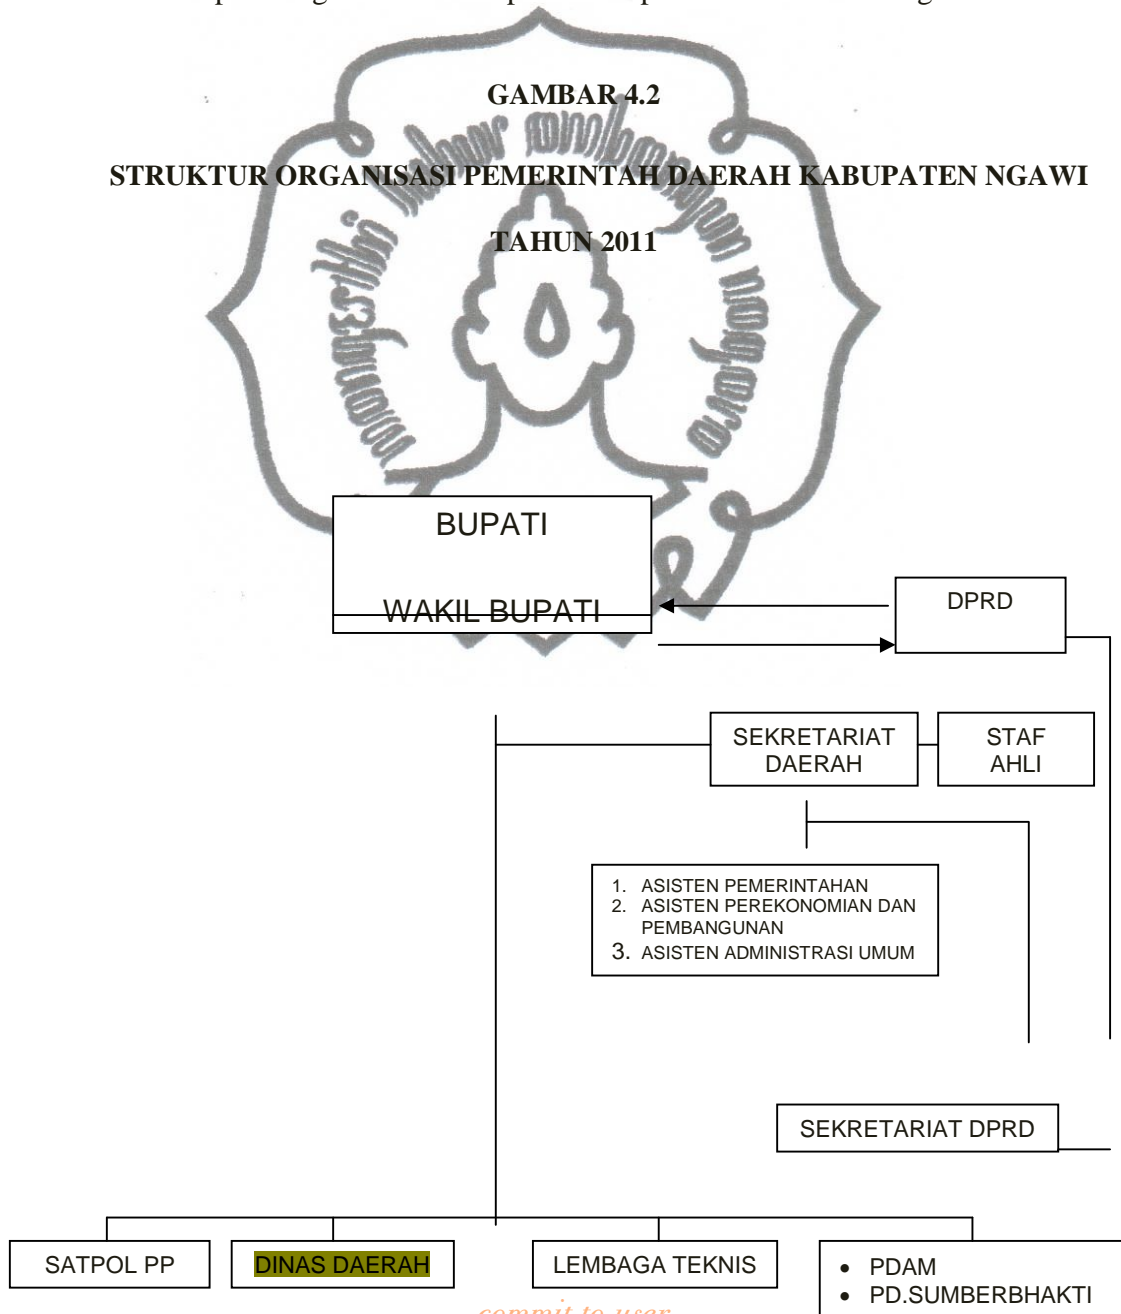 GAMBAR 4.2
STRUKTUR ORGANISASI PEMERINTAH DAERAH KABUPATEN NGAWI
TAHUN 2011
BUPATI
WAKIL BUPATI
DPRD
SEKRETARIAT
DAERAH
STAF
AHLI
1. ASISTEN PEMERINTAHAN
2. ASISTEN PEREKONOMIAN DAN
PEMBANGUNAN
3. ASISTEN ADMINISTRASI UMUM
SEKRETARIAT DPRD
SATPOL PP
DINAS DAERAH
LEMBAGA TEKNIS
• PDAM
• PD.SUMBERBHAKTI
commit to user